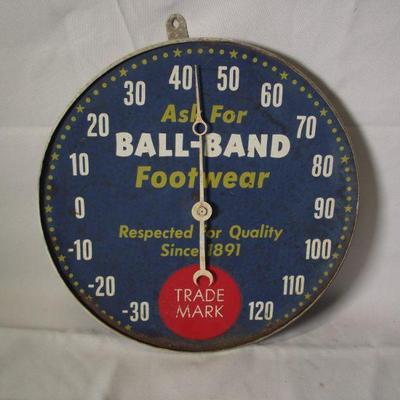 40 50
30 60
20 70
10 80
0 90
-10 100
-20 110
-30 120
Ask For
BALL-BAND
Footwear
Respected for Quality
Since 1891
TRADE
MARK